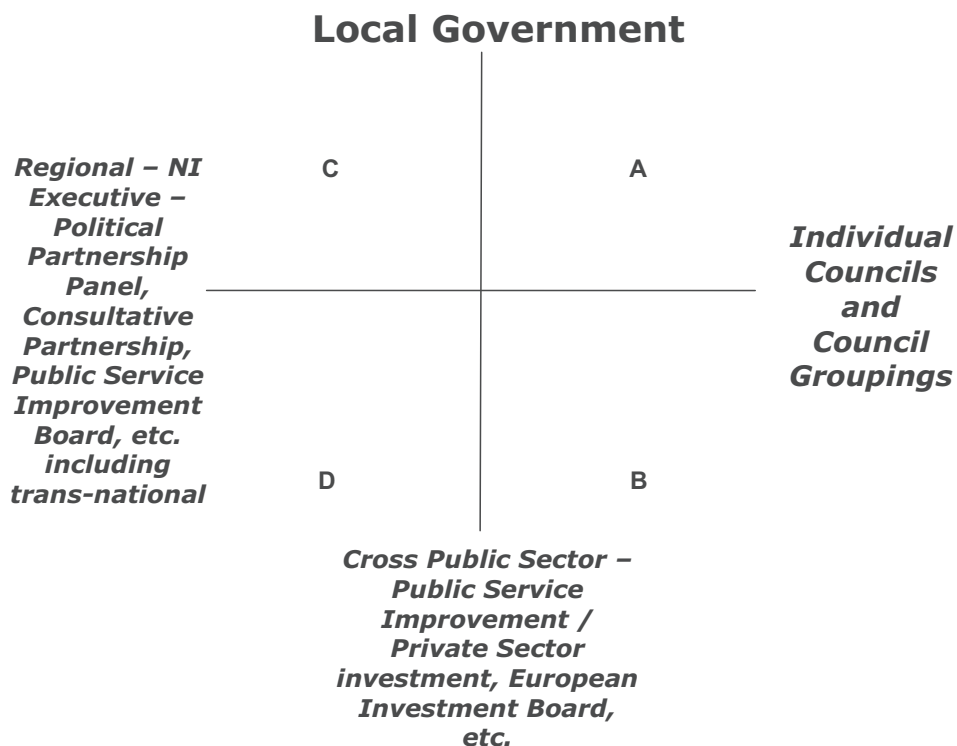 Local Government
Regional – NI
Executive –
Political
Partnership
Panel,
Consultative
Partnership,
Public Service
Improvement
Board, etc.
including
trans-national
C
A
Individual
Councils
and
Council
Groupings
D
B
Cross Public Sector –
Public Service
Improvement /
Private Sector
investment, European
Investment Board,
etc.